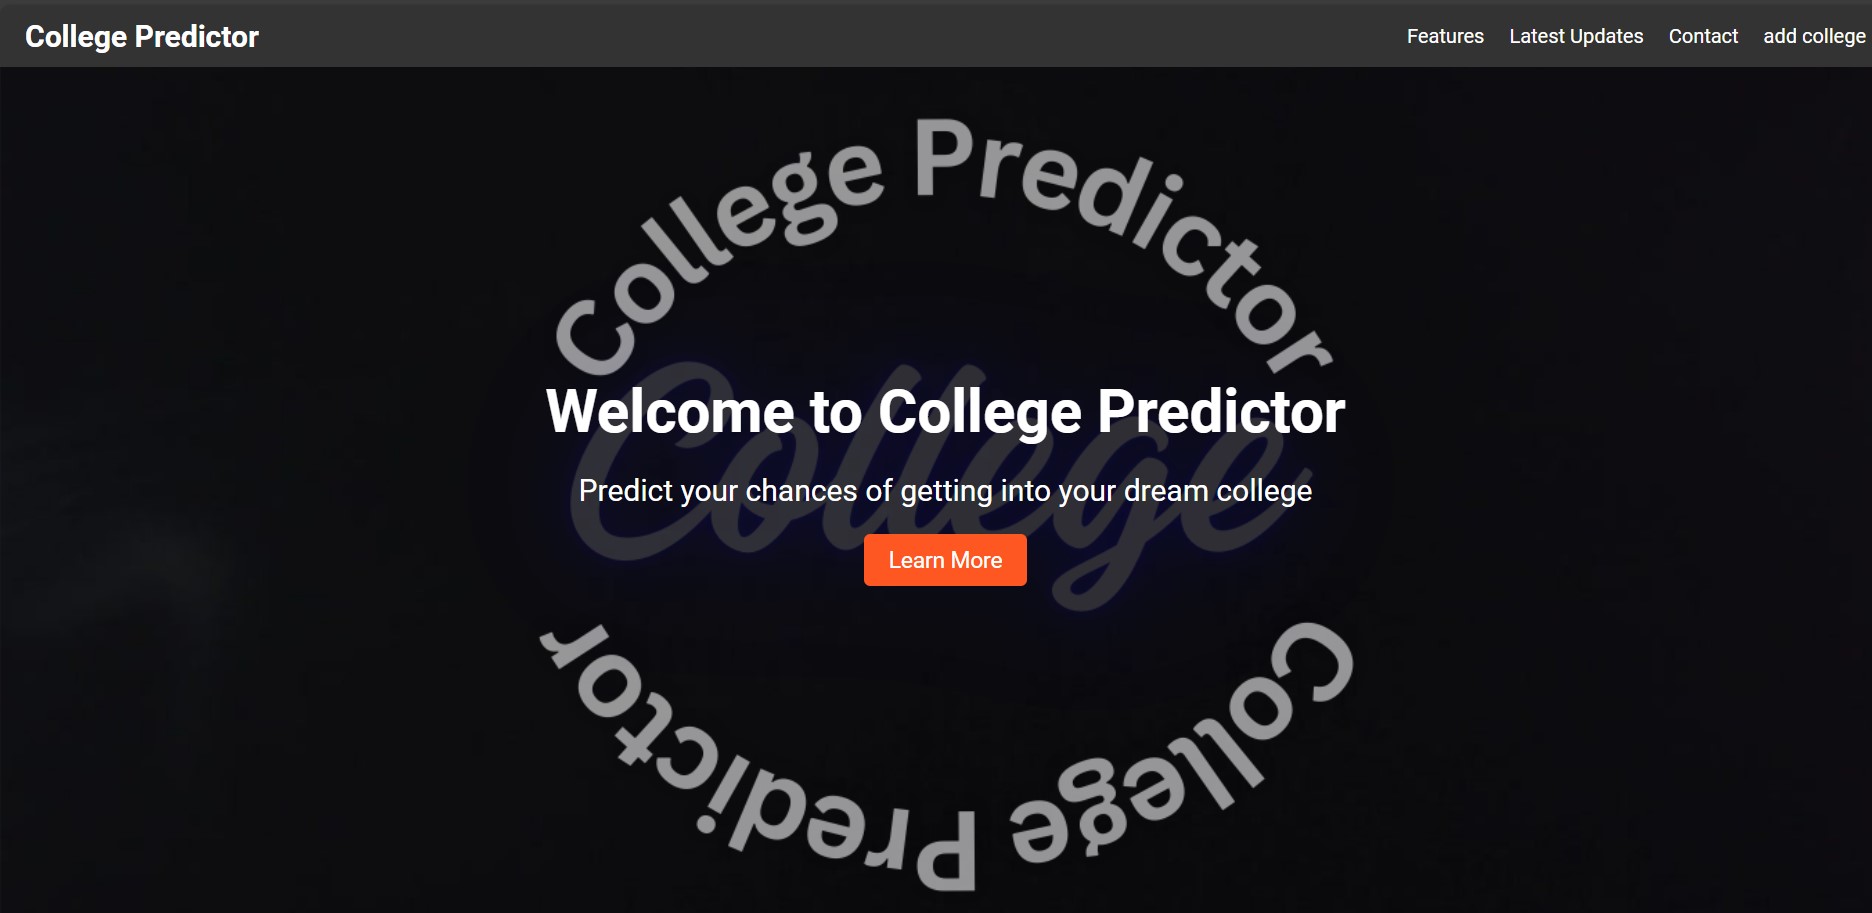 College Predictor
Features Latest Updates Contact add college
College Predictor
College
Welcome to College Predictor
Predict your chances of getting into your dream college
Learn More
College Predictor